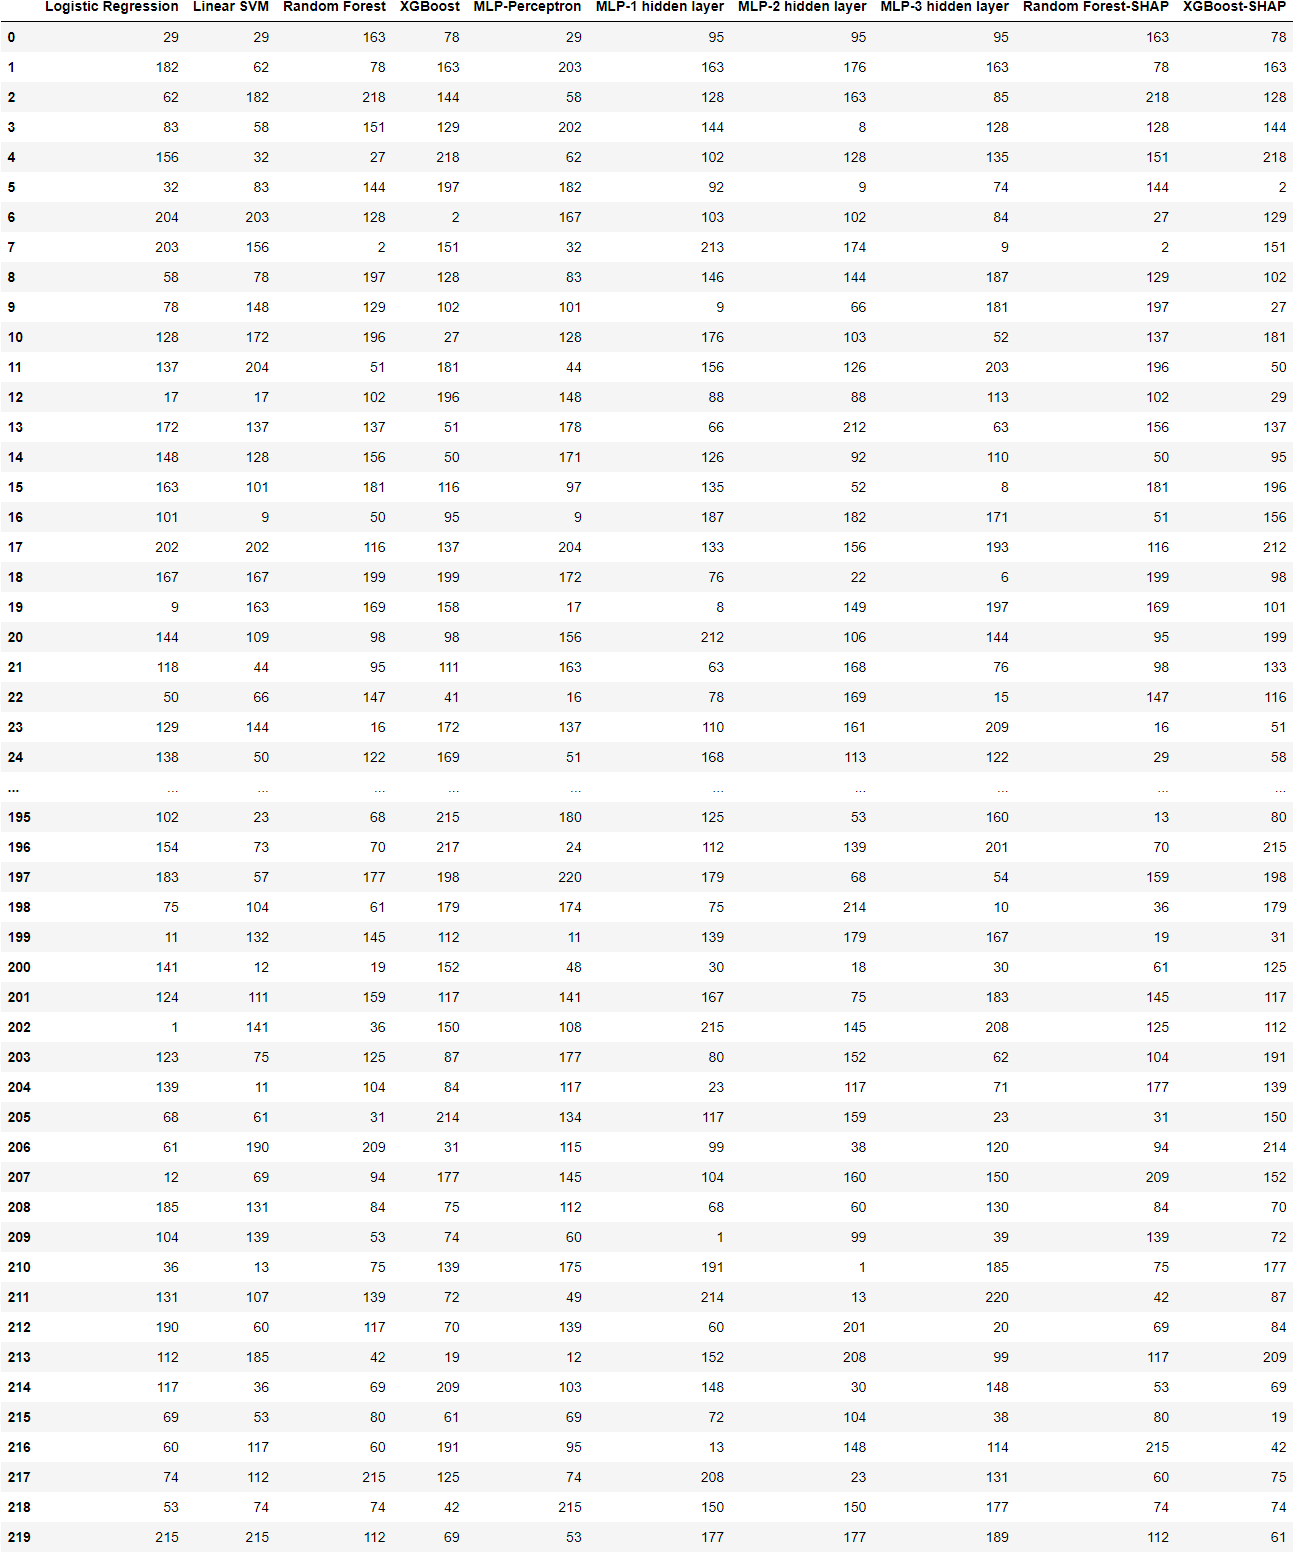 Logistic Regression Linear SVM Random Forest XGBoost MLP-Perceptron MLP-1 hidden layer MLP-2 hidden layer MLP-3 hidden layer Random Forest-SHAP XGBoost-SHAP
0 29 29 163 78 29 95 95 95 163 78
1 182 62 78 163 203 163 176 163 78 163
2 62 182 218 144 58 128 163 85 218 128
3 83 58 151 129 202 144 8 128 128 144
4 156 32 27 218 62 102 128 135 151 218
5 32 83 144 197 182 92 9 74 144 2
6 204 203 128 2 167 103 102 84 27 129
7 203 156 2 151 32 213 174 9 2 151
8 58 78 197 128 83 146 144 187 129 102
9 78 148 129 102 101 9 66 181 197 27
10 128 172 196 27 128 176 103 52 137 181
11 137 204 51 181 44 156 126 203 196 50
12 17 17 102 196 148 88 88 113 102 29
13 172 137 137 51 178 66 212 63 156 137
14 148 128 156 50 171 126 92 110 50 95
15 163 101 181 116 97 135 52 8 181 196
16 101 9 50 95 9 187 182 171 51 156
17 202 202 116 137 204 133 156 193 116 212
18 167 167 199 199 172 76 22 6 199 98
19 9 163 169 158 17 8 149 197 169 101
20 144 109 98 98 156 212 106 144 95 199
21 118 44 95 111 163 63 168 76 98 133
22 50 66 147 41 16 78 169 15 147 116
23 129 144 16 172 137 110 161 209 16 51
24 138 50 122 169 51 168 113 122 29 58
... ... ... ... ... ... ... ... ... ... ...
195 102 23 68 215 180 125 53 160 13 80
196 154 73 70 217 24 112 139 201 70 215
197 183 57 177 198 220 179 68 54 159 198
198 75 104 61 179 174 75 214 10 36 179
199 11 132 145 112 11 139 179 167 19 31
200 141 12 19 152 48 30 18 30 61 125
201 124 111 159 117 141 167 75 183 145 117
202 1 141 36 150 108 215 145 208 125 112
203 123 75 125 87 177 80 152 62 104 191
204 139 11 104 84 117 23 117 71 177 139
205 68 61 31 214 134 117 159 23 31 150
206 61 190 209 31 115 99 38 120 94 214
207 12 69 94 177 145 104 160 150 209 152
208 185 131 84 75 112 68 60 130 84 70
209 104 139 53 74 60 1 99 39 139 72
210 36 13 75 139 175 191 1 185 75 177
211 131 107 139 72 49 214 13 220 42 87
212 190 60 117 70 139 60 201 20 69 84
213 112 185 42 19 12 152 208 99 117 209
214 117 36 69 209 103 148 30 148 53 69
215 69 53 80 61 69 72 104 38 80 19
216 60 117 60 191 95 13 148 114 215 42
217 74 112 215 125 74 208 23 131 60 75
218 53 74 74 42 215 150 150 177 74 74
219 215 215 112 69 53 177 177 189 112 61